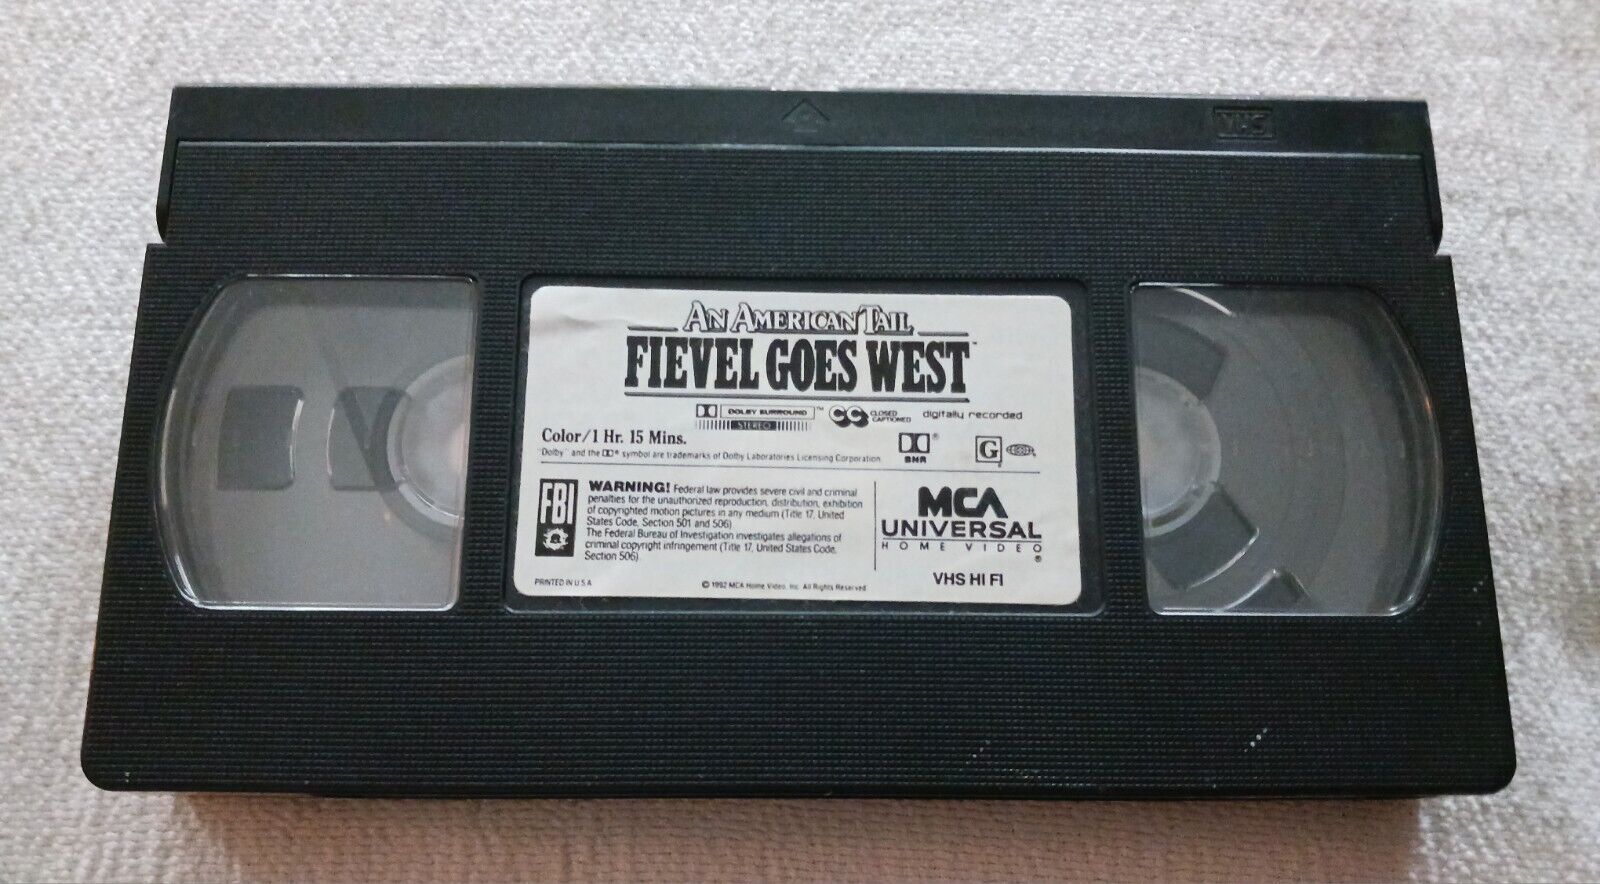 VHS
AN AMERICAN TAIL
FIEVEL GOES WEST™
DOLBY SURROUND™
STEREO
CC CLOSED CAPTIONED
digitally recorded
Color/1 Hr. 15 Mins.
BNR
G
"Dolby" and the symbol are trademarks of Dolby Laboratories Licensing Corporation.
FBI
WARNING! Federal law provides severe civil and criminal
penalties for the unauthorized reproduction, distribution, exhibition
of copyrighted motion pictures in any medium (Title 17, United
States Code, Section 501 and 506).
The Federal Bureau of Investigation investigates allegations of
criminal copyright infringement (Title 17, United States Code,
Section 506).
MCA
UNIVERSAL
HOME VIDEO
®
PRINTED IN U.S.A.
© 1992 MCA Home Video, Inc. All Rights Reserved
VHS HI FI